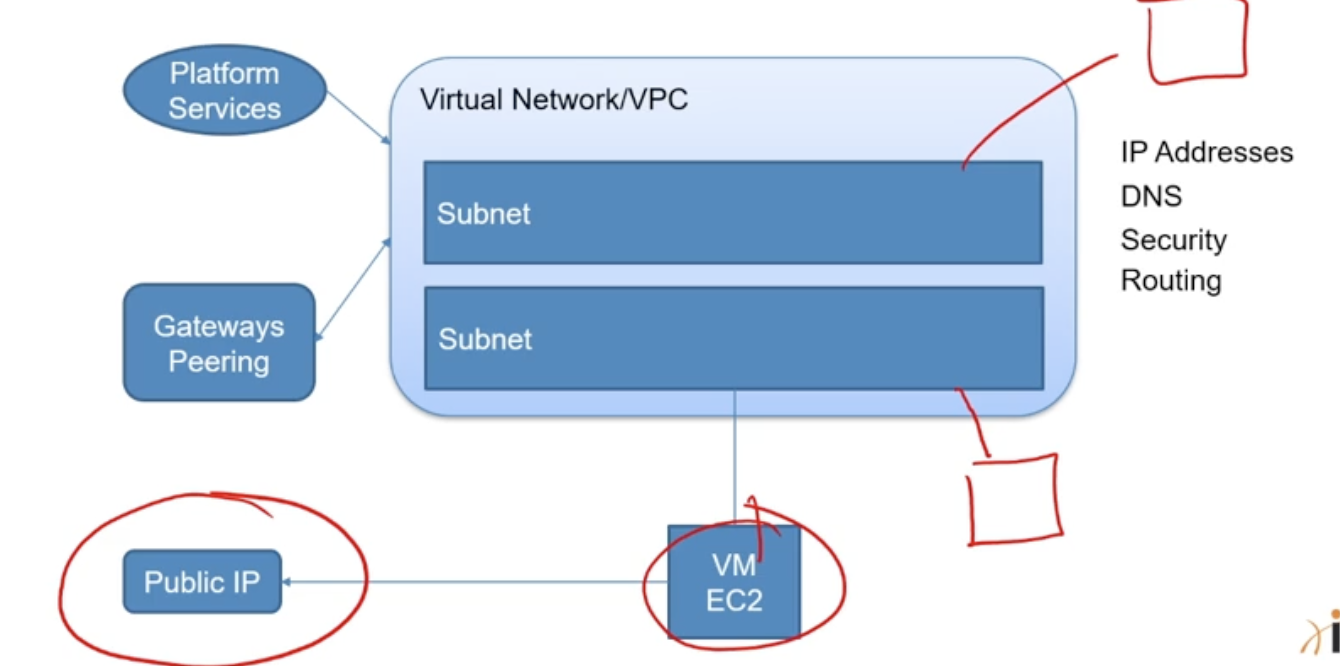 Platform
Services
Virtual Network/VPC
Subnet
Subnet
Gateways
Peering
IP Addresses
DNS
Security
Routing
Public IP
VM
EC2